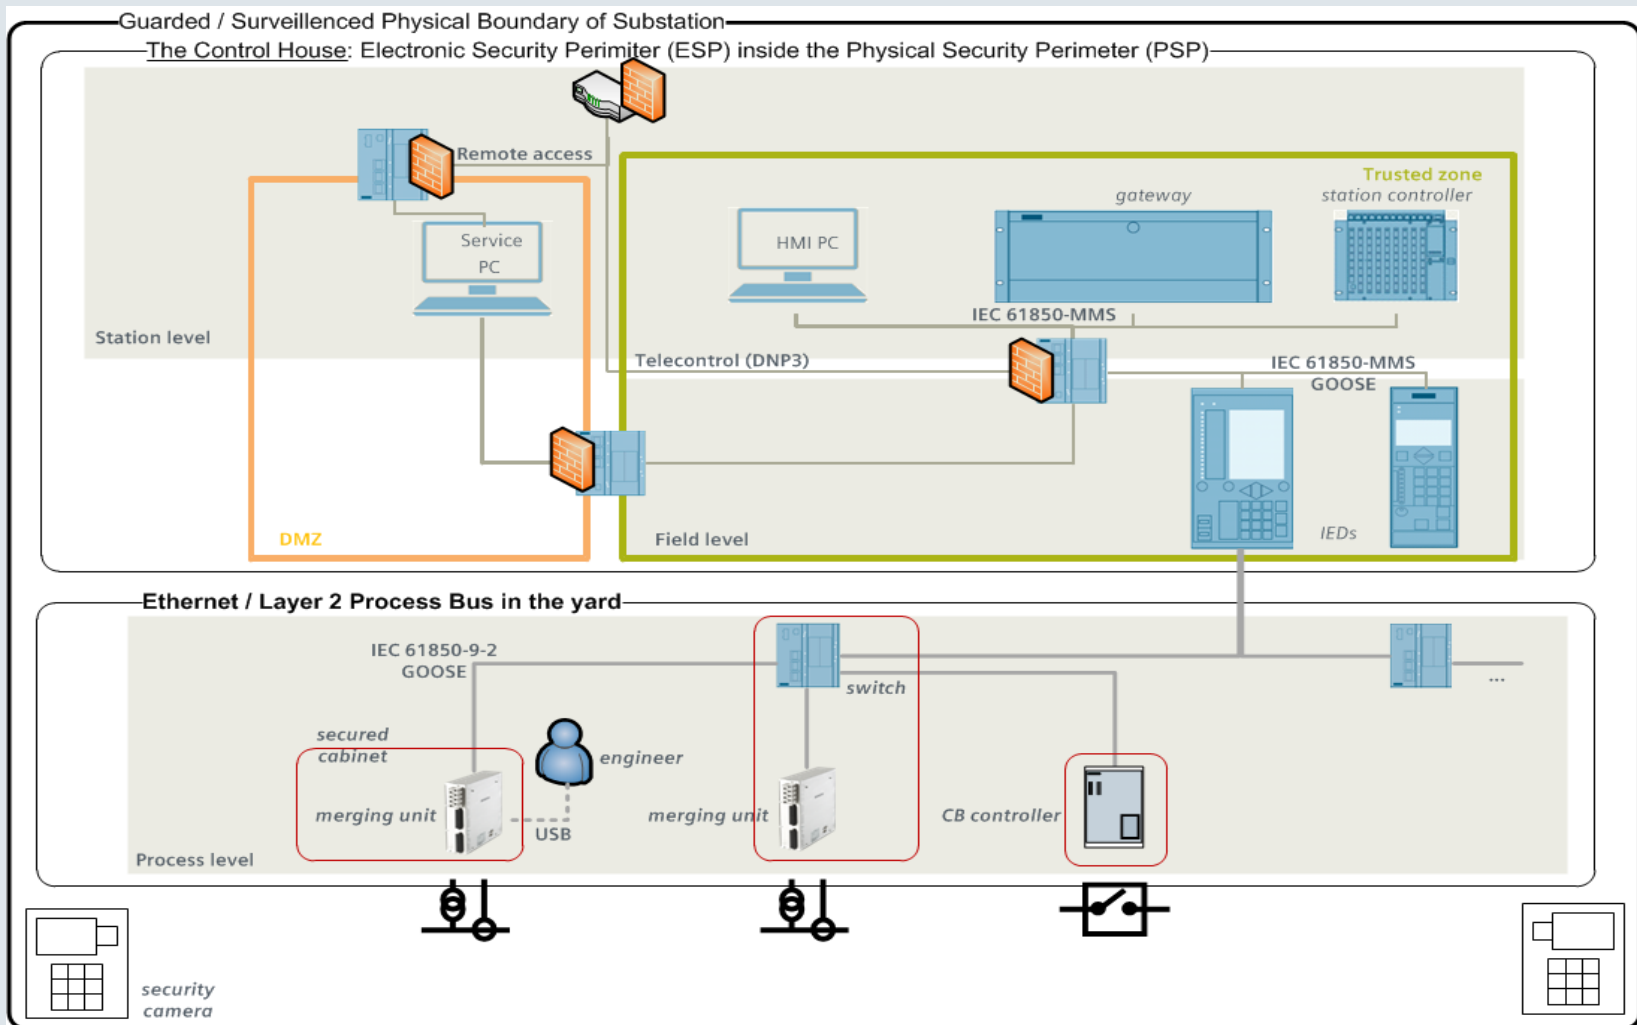 Guarded / Surveillenced Physical Boundary of Substation
The Control House: Electronic Security Perimiter (ESP) inside the Physical Security Perimeter (PSP)
Remote access
Trusted zone
gateway
station controller
Service
PC
HMI PC
IEC 61850-MMS
Station level
Telecontrol (DNP3)
IEC 61850-MMS
GOOSE
DMZ
Field level
IEDs
Ethernet / Layer 2 Process Bus in the yard
IEC 61850-9-2
GOOSE
switch
...
secured
cabinet
engineer
merging unit
USB
merging unit
CB controller
Process level
security
camera